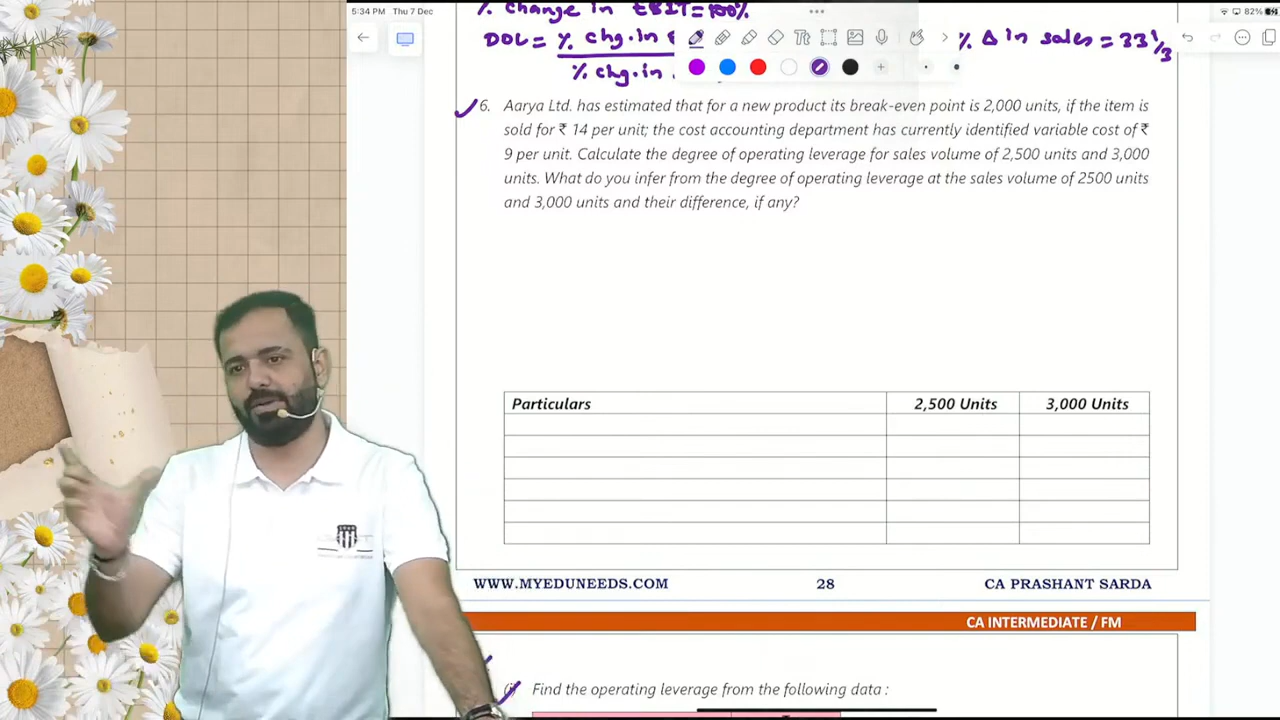 5:34 PM Thu 7 Dec
82%
% change in EBIT = 100%
DOL = % chg. in
% chg. in
% Δ in sales = 33 1/3
6. Aarya Ltd. has estimated that for a new product its break-even point is 2,000 units, if the item is
sold for ₹ 14 per unit; the cost accounting department has currently identified variable cost of ₹
9 per unit. Calculate the degree of operating leverage for sales volume of 2,500 units and 3,000
units. What do you infer from the degree of operating leverage at the sales volume of 2500 units
and 3,000 units and their difference, if any?
Particulars 2,500 Units 3,000 Units
WWW.MYEDUNEEDS.COM 28 CA PRASHANT SARDA
CA INTERMEDIATE / FM
Find the operating leverage from the following data :